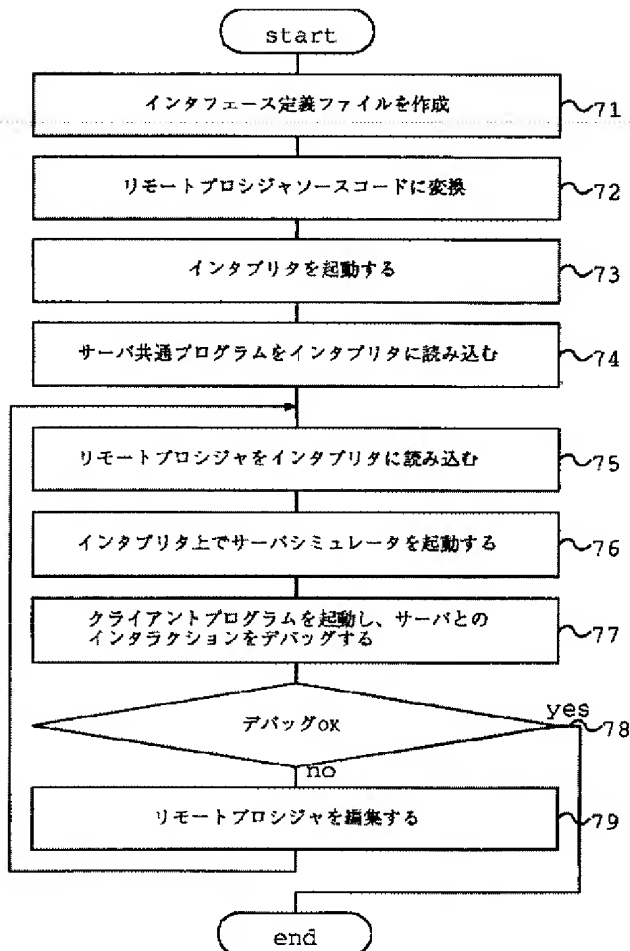 start
インタフェース定義ファイルを作成
71
リモートプロシジャソースコードに変換
72
インタプリタを起動する
73
サーバ共通プログラムをインタプリタに読み込む
74
リモートプロシジャをインタプリタに読み込む
75
インタプリタ上でサーバシミュレータを起動する
76
クライアントプログラムを起動し、サーバとの
インタラクションをデバッグする
77
デバッグOK
yes
78
no
リモートプロシジャを編集する
79
end